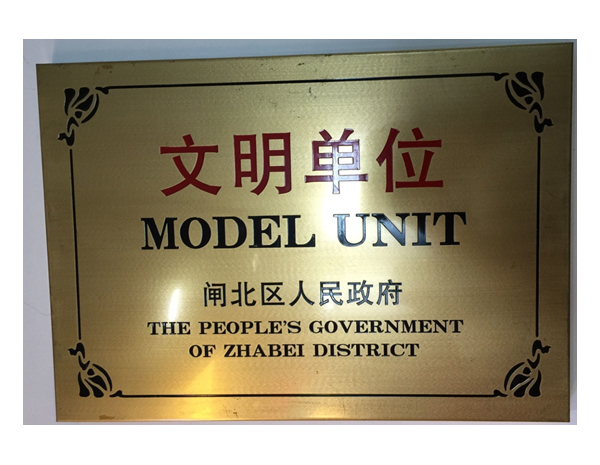 文明单位
MODEL UNIT
闸北区人民政府
THE PEOPLE'S GOVERNMENT
OF ZHABEI DISTRICT